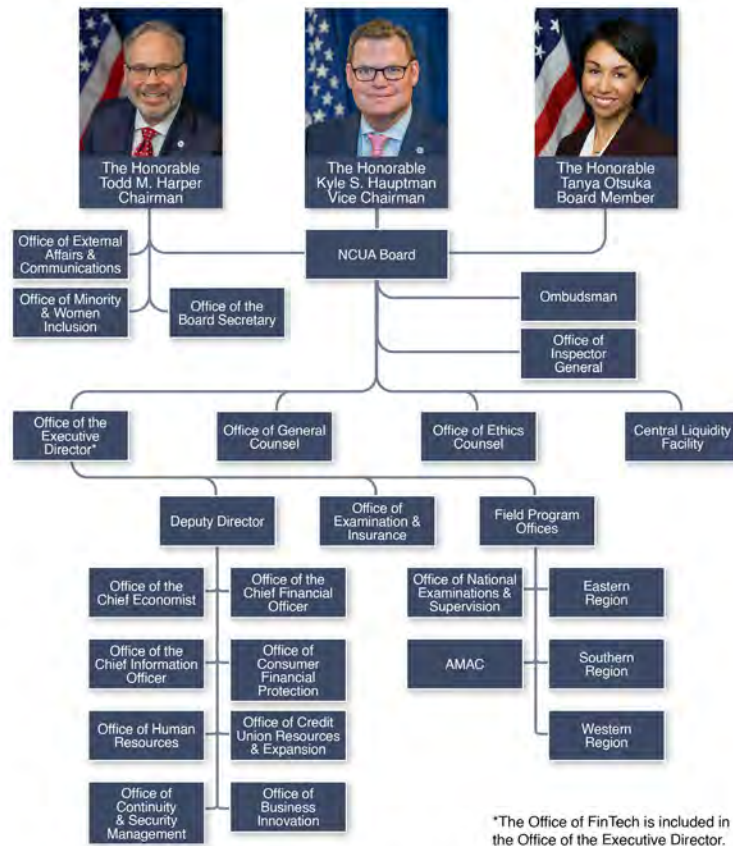 The Honorable
Todd M. Harper
Chairman
The Honorable
Kyle S. Hauptman
Vice Chairman
The Honorable
Tanya Otsuka
Board Member
Office of External
Affairs &
Communications
NCUA Board
Office of Minority
& Women
Inclusion
Office of the
Board Secretary
Ombudsman
Office of
Inspector
General
Office of the
Executive
Director*
Office of General
Counsel
Office of Ethics
Counsel
Central Liquidity
Facility
Deputy Director
Office of
Examination &
Insurance
Field Program
Offices
Office of the
Chief Economist
Office of the
Chief Financial
Officer
Office of National
Examinations &
Supervision
Eastern
Region
Office of the
Chief Information
Officer
Office of
Consumer
Financial
Protection
AMAC
Southern
Region
Office of Human
Resources
Office of Credit
Union Resources
& Expansion
Western
Region
Office of
Continuity
& Security
Management
Office of
Business
Innovation
*The Office of FinTech is included in
the Office of the Executive Director.